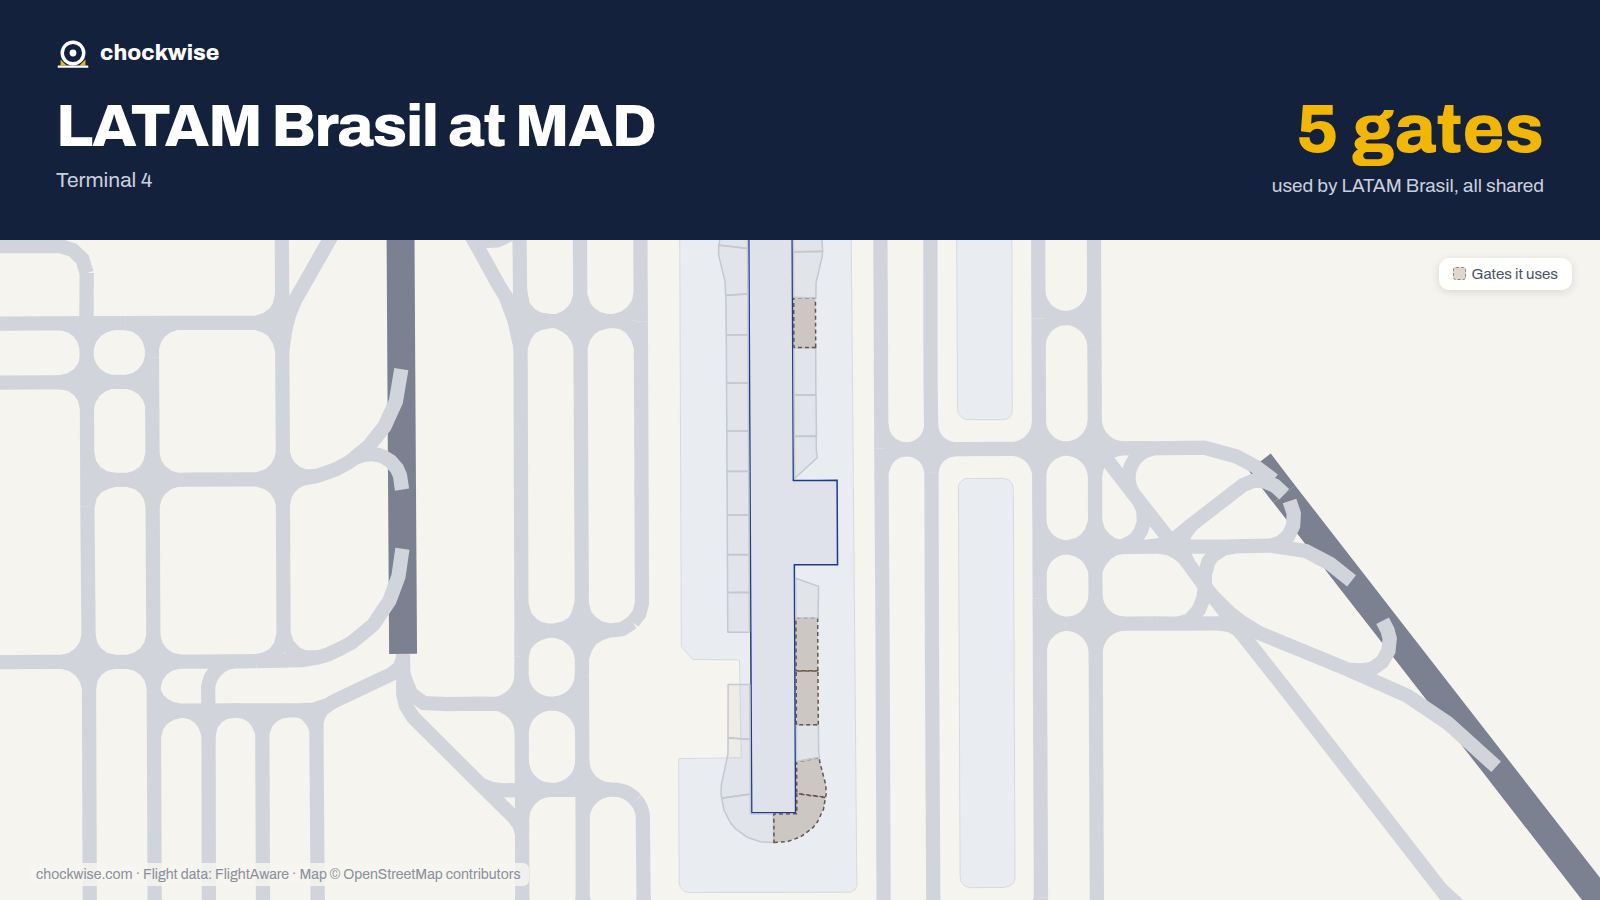 chockwise
LATAM Brasil at MAD
Terminal 4
5 gates
used by LATAM Brasil, all shared
Gates it uses
chockwise.com · Flight data: FlightAware · Map © OpenStreetMap contributors